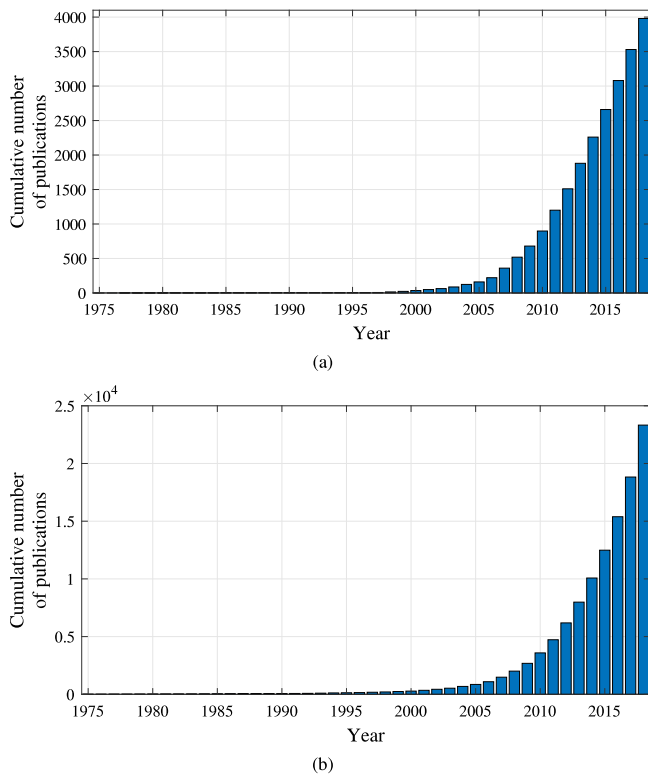 4000
3500
3000
2500
2000
1500
1000
500
0
Cumulative number
of publications
1975 1980 1985 1990 1995 2000 2005 2010 2015
Year
(a)
×10⁴
2.5
2
1.5
1
0.5
0
Cumulative number
of publications
1975 1980 1985 1990 1995 2000 2005 2010 2015
Year
(b)